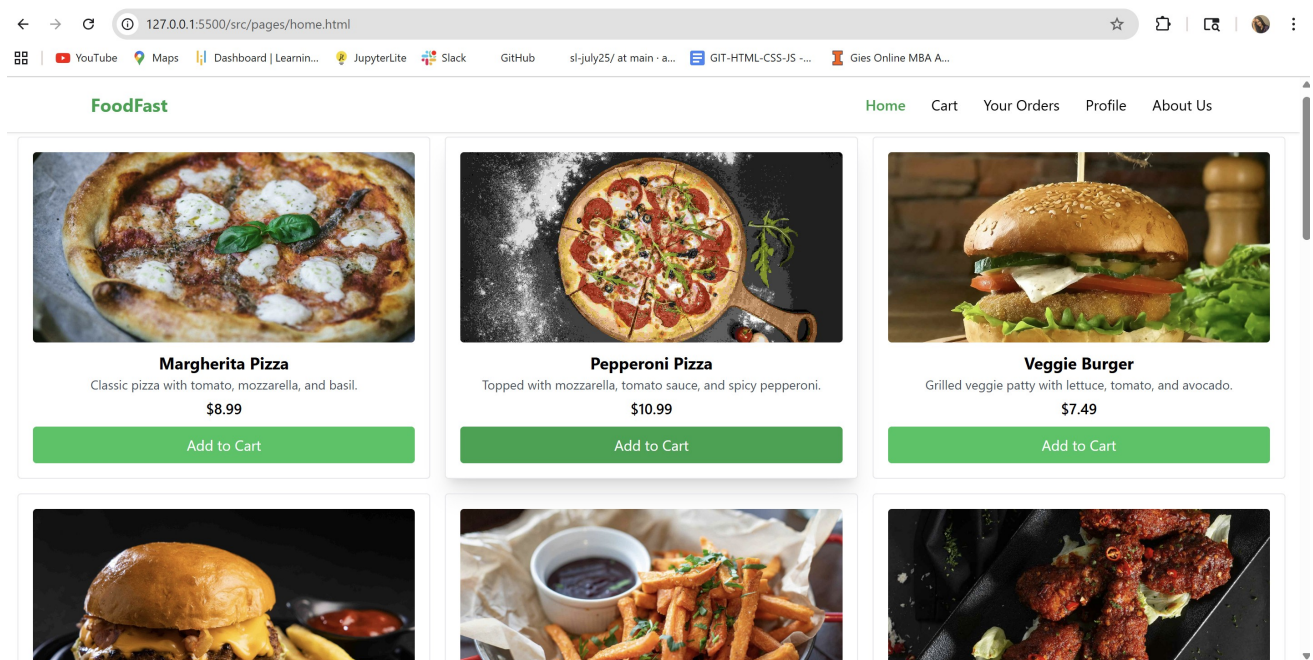 127.0.0.1:5500/src/pages/home.html
YouTube Maps Dashboard | Learnin... JupyterLite Slack GitHub sl-july25/ at main · a... GIT-HTML-CSS-JS -... Gies Online MBA A...
FoodFast Home Cart Your Orders Profile About Us
Margherita Pizza
Classic pizza with tomato, mozzarella, and basil.
$8.99
Add to Cart
Pepperoni Pizza
Topped with mozzarella, tomato sauce, and spicy pepperoni.
$10.99
Add to Cart
Veggie Burger
Grilled veggie patty with lettuce, tomato, and avocado.
$7.49
Add to Cart